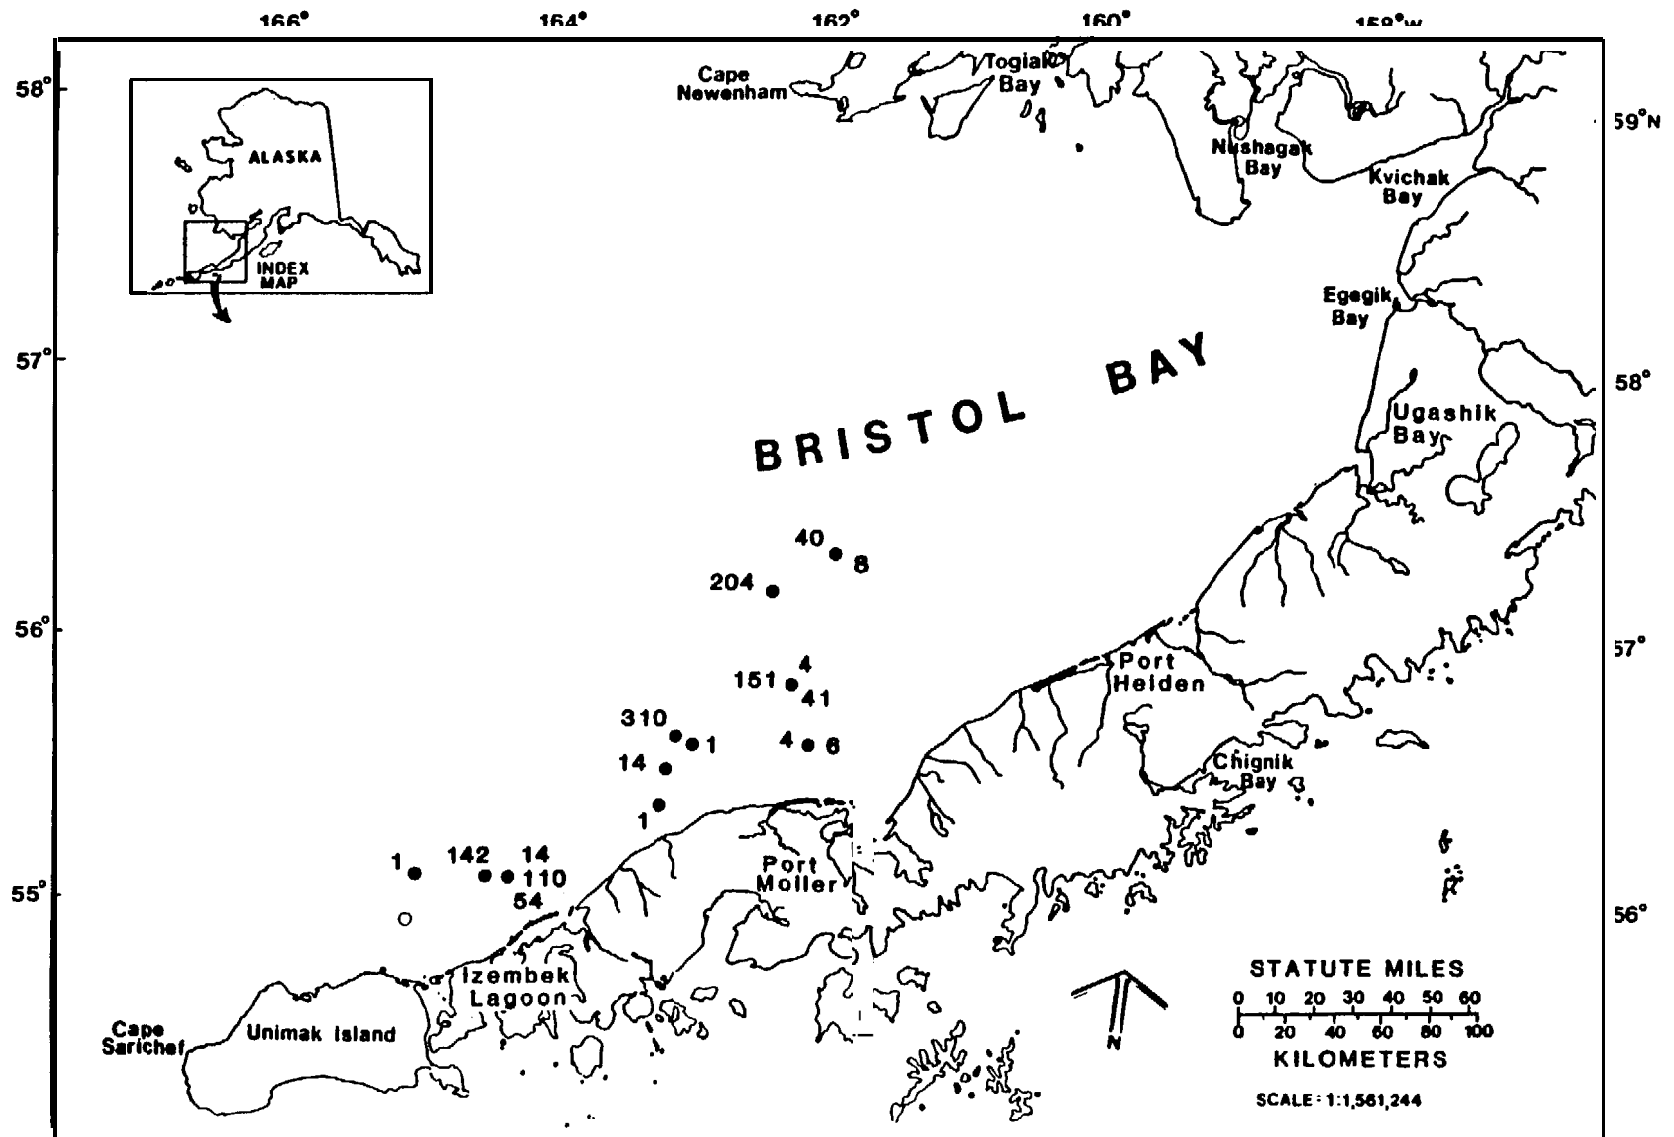 166° 164° 162° 160° 158°W
58°
57°
56°
55°
59°N
58°
57°
56°
ALASKA
INDEX
MAP
Cape
Newenham
Togiak
Bay
Nushagak
Bay
Kvichak
Bay
Egegik
Bay
Ugashik
Bay
BRISTOL BAY
40
8
204
4
151
41
310
1
4 6
14
1
1
142
14
110
54
Port
Heiden
Chignik
Bay
Port
Moller
Izembek
Lagoon
Unimak Island
Cape
Sarichef
N
STATUTE MILES
0 10 20 30 40 50 60
0 20 40 60 80 100
KILOMETERS
SCALE: 1:1,561,244